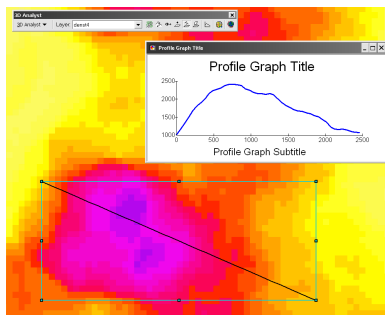 3D Analyst
3D Analyst Layer: densi4
Profile Graph Title
Profile Graph Title
2500
2000
1500
1000
0 500 1000 1500 2000 2500
Profile Graph Subtitle